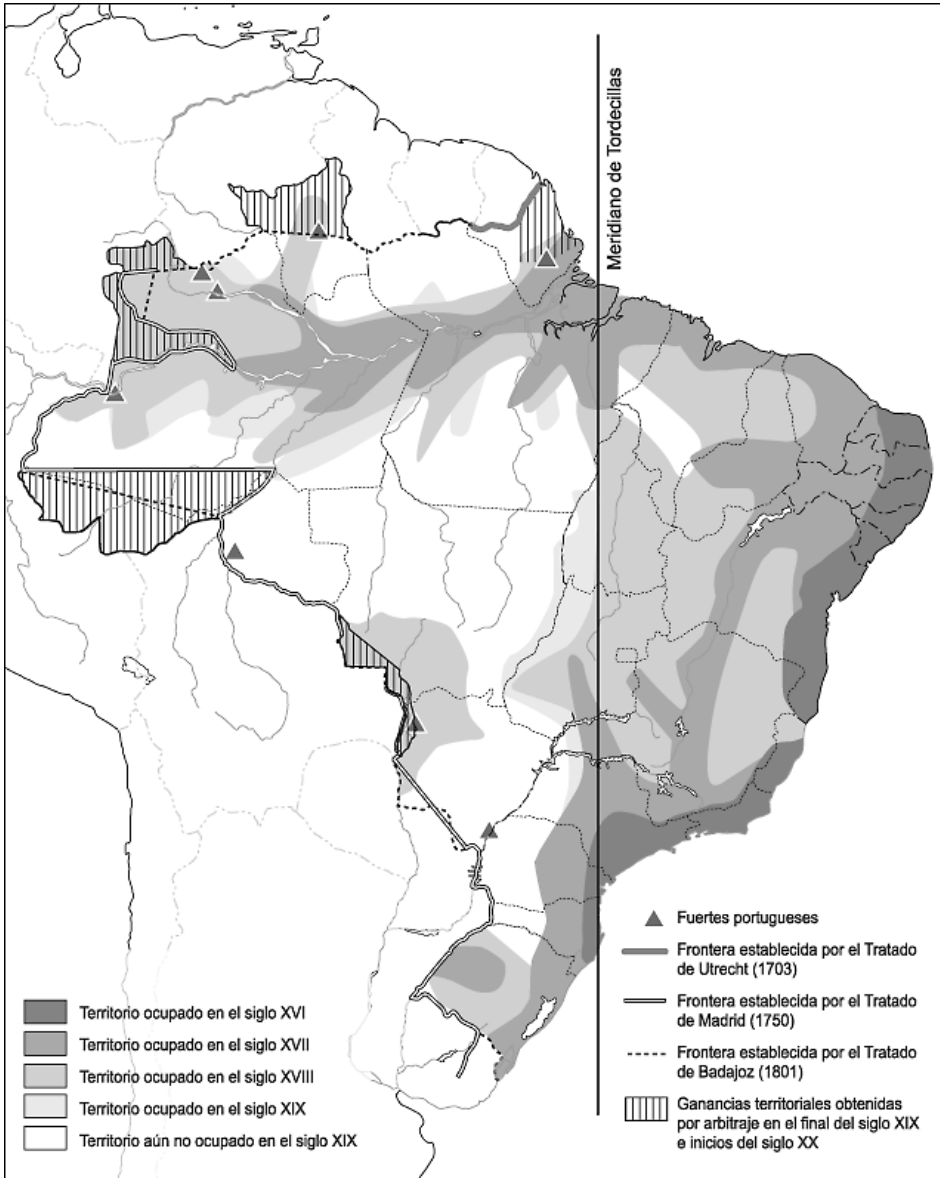 Meridiano de Tordecillas
Territorio ocupado en el siglo XVI
Territorio ocupado en el siglo XVII
Territorio ocupado en el siglo XVIII
Territorio ocupado en el siglo XIX
Territorio aún no ocupado en el siglo XIX
Fuertes portugueses
Frontera establecida por el Tratado
de Utrecht (1703)
Frontera establecida por el Tratado
de Madrid (1750)
Frontera establecida por el Tratado
de Badajoz (1801)
Ganancias territoriales obtenidas
por arbitraje en el final del siglo XIX
e inicios del siglo XX